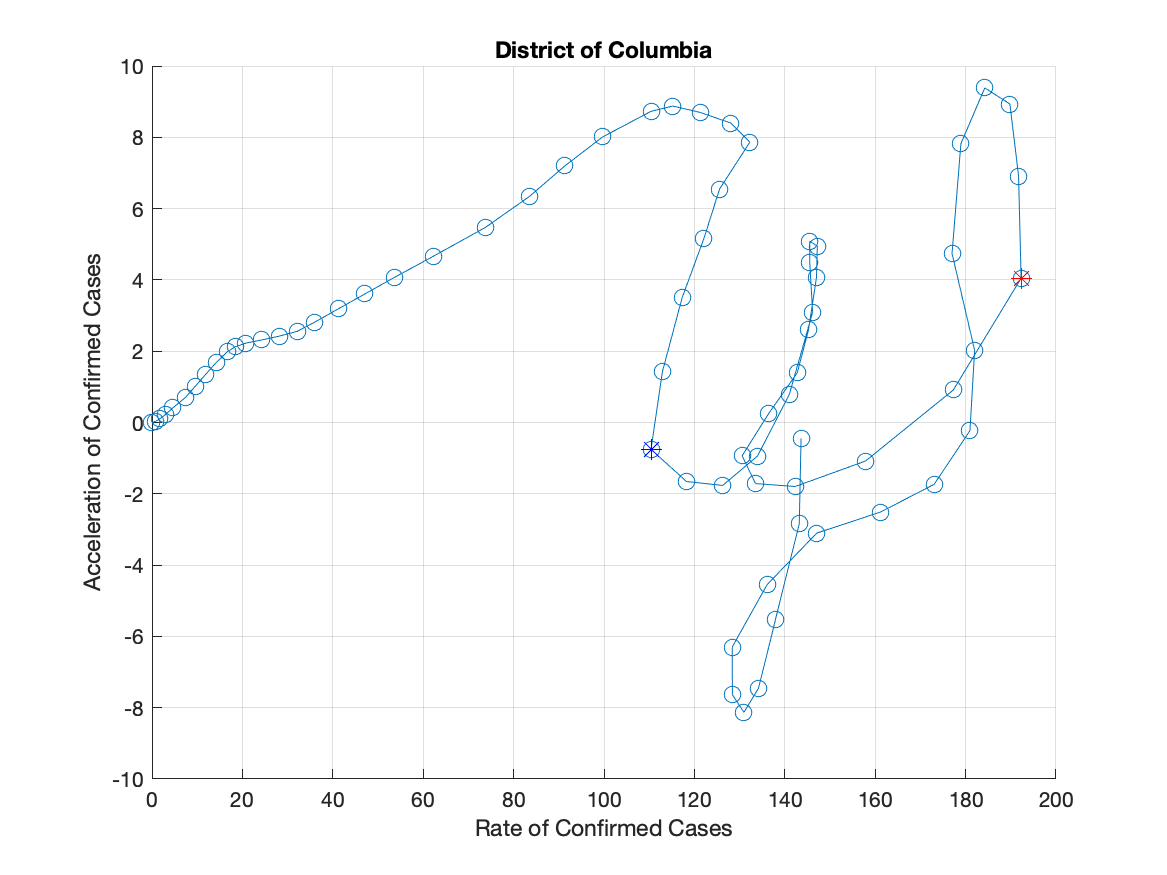 District of Columbia
10
8
6
4
2
0
-2
-4
-6
-8
-10
Acceleration of Confirmed Cases
0 20 40 60 80 100 120 140 160 180 200
Rate of Confirmed Cases